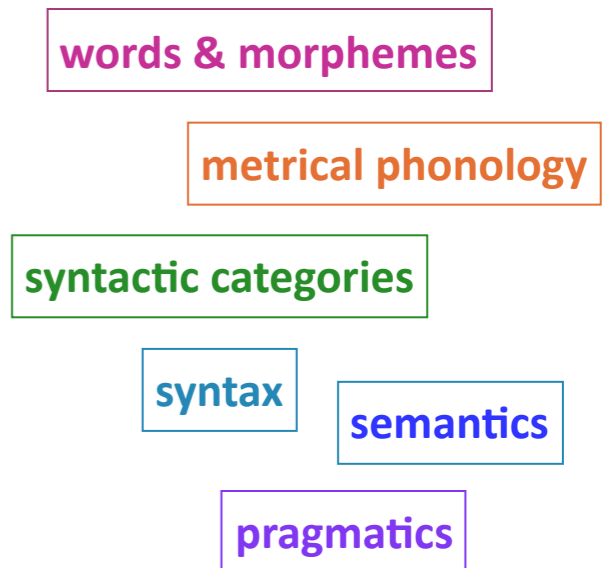 words & morphemes
metrical phonology
syntactic categories
syntax
semantics
pragmatics